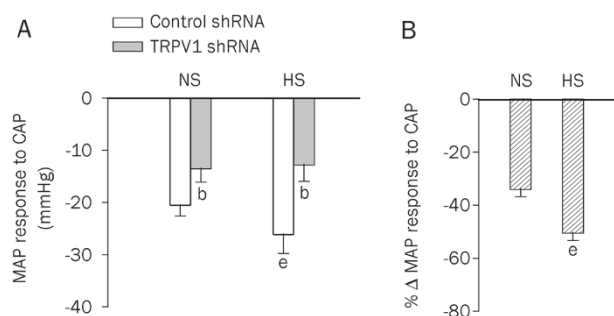 A
Control shRNA
TRPV1 shRNA
NS HS
MAP response to CAP
(mmHg)
0
-10
-20
-30
-40
b
b
e
B
NS HS
% Δ MAP response to CAP
0
-20
-40
-60
-80
e